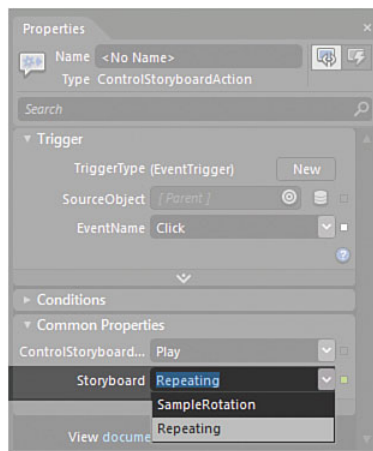 Properties
Name <No Name>
Type ControlStoryboardAction
Search
Trigger
TriggerType (EventTrigger) New
SourceObject [Parent]
EventName Click
Conditions
Common Properties
ControlStoryboard... Play
Storyboard Repeating
SampleRotation
Repeating
View docume